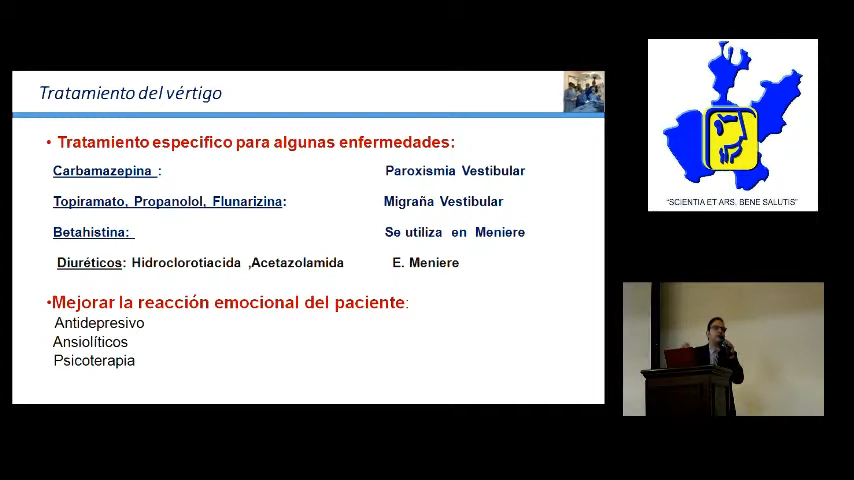 Tratamiento del vértigo
• Tratamiento especifico para algunas enfermedades:
Carbamazepina : Paroxismia Vestibular
Topiramato, Propanolol, Flunarizina: Migraña Vestibular
Betahistina: Se utiliza en Meniere
Diuréticos: Hidroclorotiacida ,Acetazolamida E. Meniere
•Mejorar la reacción emocional del paciente:
Antidepresivo
Ansiolíticos
Psicoterapia
"SCIENTIA ET ARS, BENE SALUTIS"